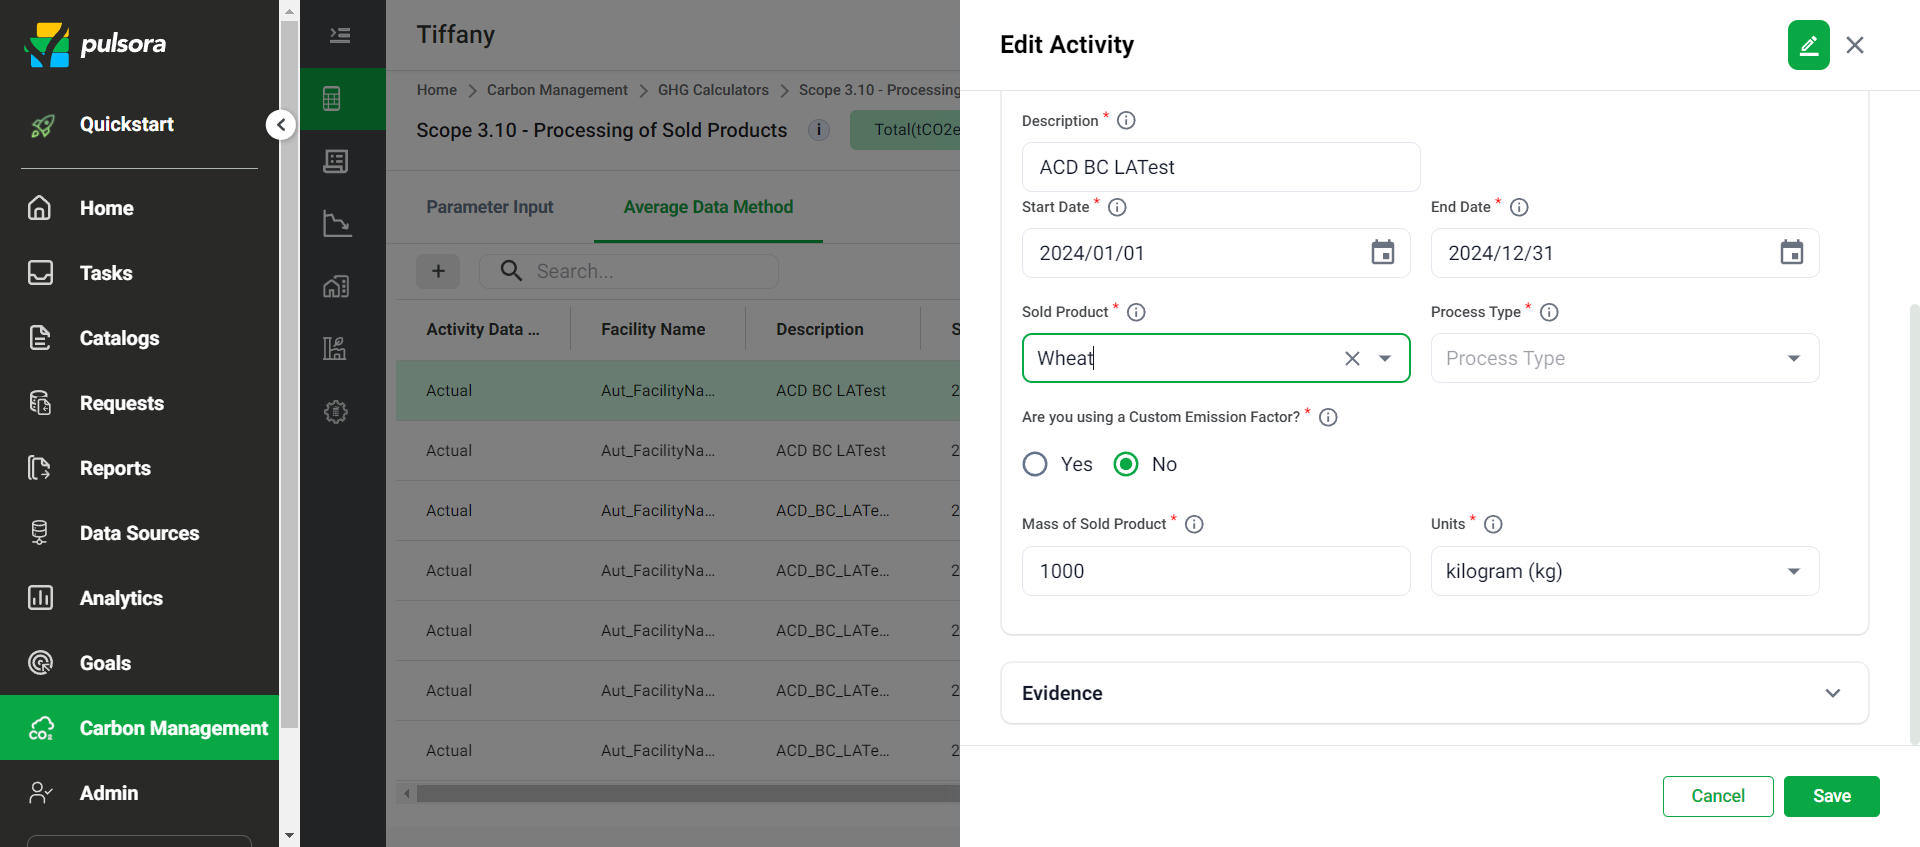 pulsora
Quickstart
Home
Tasks
Catalogs
Requests
Reports
Data Sources
Analytics
Goals
Carbon Management
Admin
Tiffany
Home > Carbon Management > GHG Calculators > Scope 3.10 - Processing
Scope 3.10 - Processing of Sold Products i Total(tCO2e
Parameter Input Average Data Method
+ Search...
Activity Data ... Facility Name Description S
Actual Aut_FacilityNa... ACD BC LATest 2
Actual Aut_FacilityNa... ACD BC LATest 2
Actual Aut_FacilityNa... ACD_BC_LATe... 2
Actual Aut_FacilityNa... ACD_BC_LATe... 2
Actual Aut_FacilityNa... ACD_BC_LATe... 2
Actual Aut_FacilityNa... ACD_BC_LATe... 2
Actual Aut_FacilityNa... ACD_BC_LATe... 2
Edit Activity
Description *
ACD BC LATest
Start Date * End Date *
2024/01/01 2024/12/31
Sold Product * Process Type *
Wheat Process Type
Are you using a Custom Emission Factor? *
Yes No
Mass of Sold Product * Units *
1000 kilogram (kg)
Evidence
Cancel Save